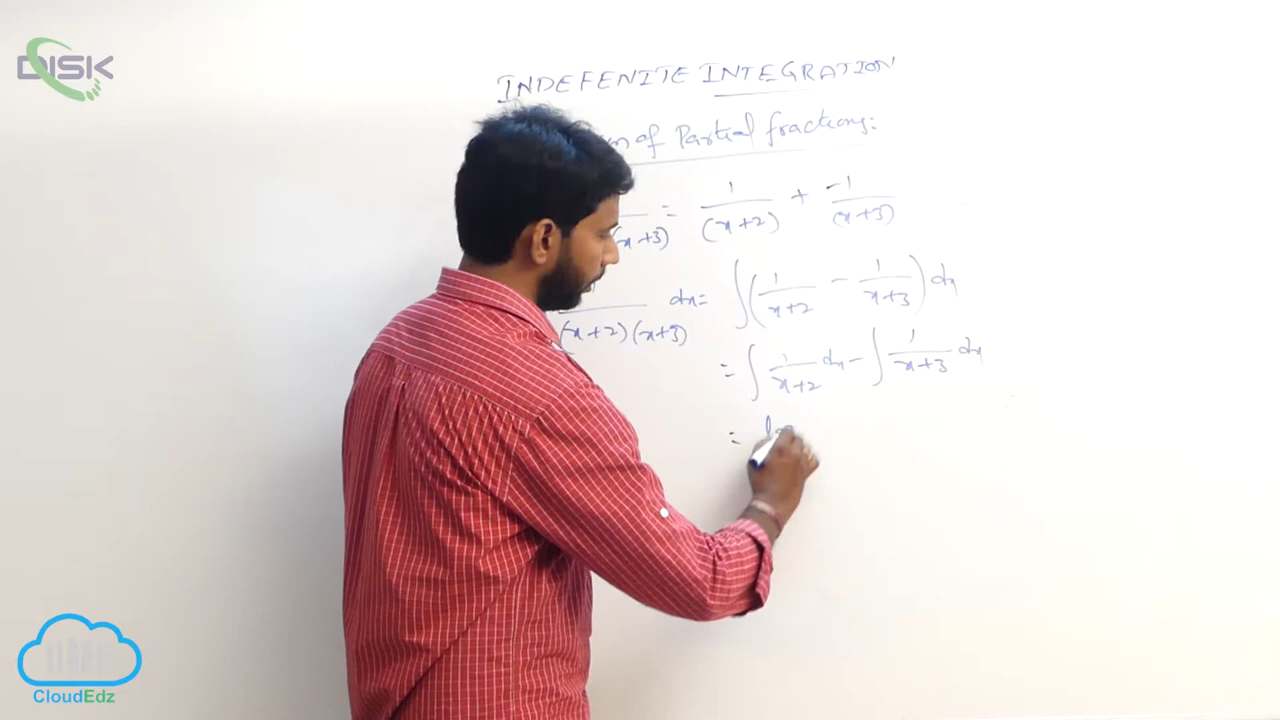 DISK
INDEFENITE INTEGRATION
of Partial fractions:
(x+3) = 1/(x+2) + -1/(x+3)
/(x+2)(x+3) dx = ∫(1/x+2 - 1/x+3) dx
= ∫ 1/x+2 dx - ∫ 1/x+3 dx
=
CloudEdz